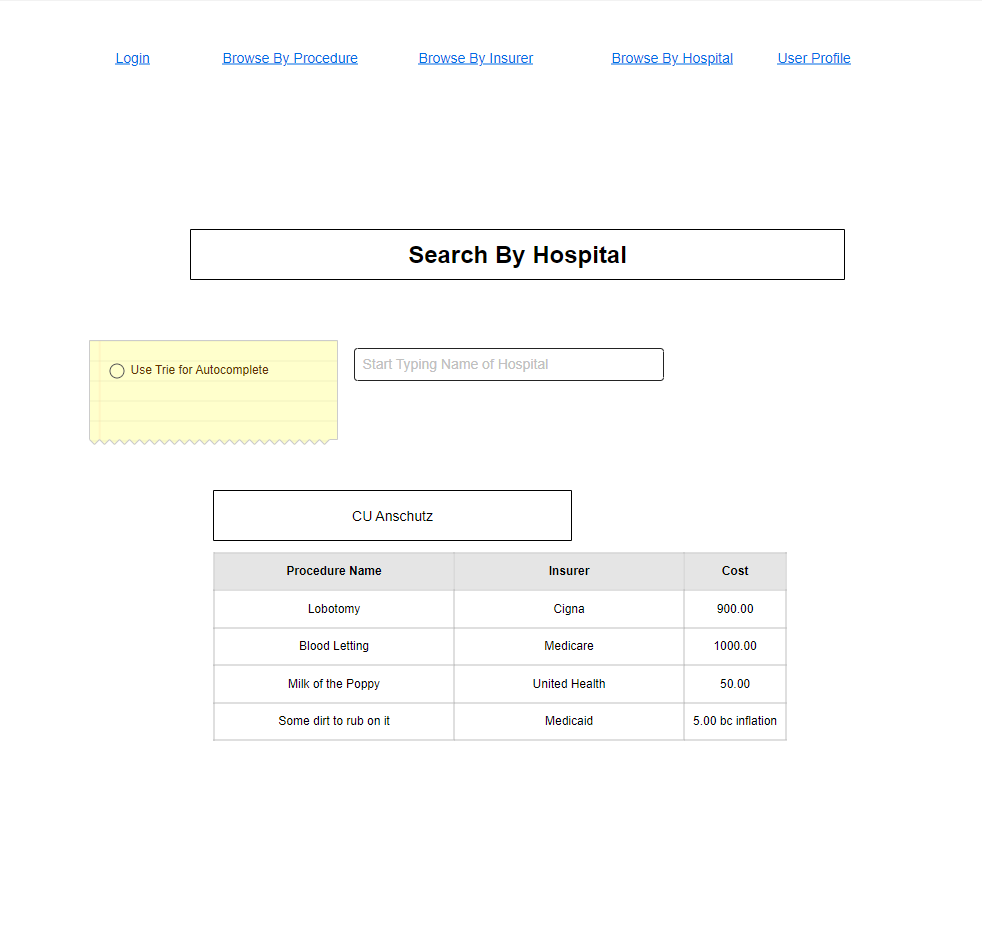 Login Browse By Procedure Browse By Insurer Browse By Hospital User Profile
Search By Hospital
Use Trie for Autocomplete
Start Typing Name of Hospital
CU Anschutz
Procedure Name Insurer Cost
Lobotomy Cigna 900.00
Blood Letting Medicare 1000.00
Milk of the Poppy United Health 50.00
Some dirt to rub on it Medicaid 5.00 bc inflation